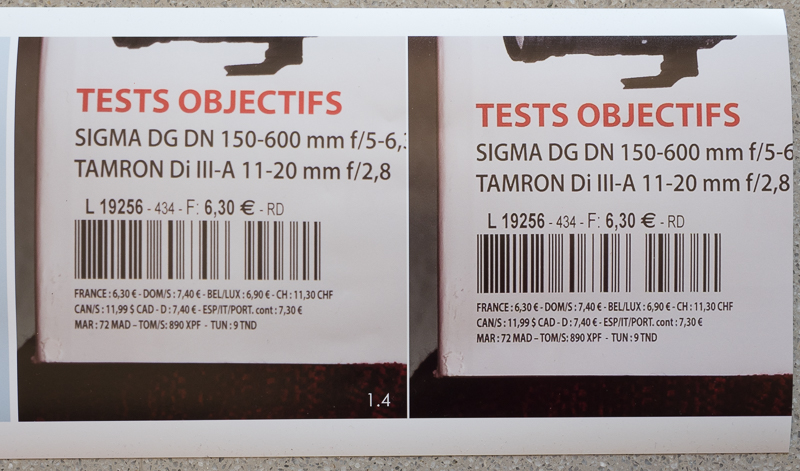 TESTS OBJECTIFS
SIGMA DG DN 150-600 mm f/5-6,3
TAMRON Di III-A 11-20 mm f/2,8
L 19256 - 434 - F: 6,30 € - RD
FRANCE : 6,30 € - DOM/S : 7,40 € - BEL/LUX : 6,90 € - CH : 11,30 CHF
CAN/S : 11,99 $ CAD - D : 7,40 € - ESP/IT/PORT. cont : 7,30 €
MAR : 72 MAD – TOM/S : 890 XPF - TUN : 9 TND
1.4
TESTS OBJECTIFS
SIGMA DG DN 150-600 mm f/5-6
TAMRON Di III-A 11-20 mm f/2,8
L 19256 - 434 - F: 6,30 € - RD
FRANCE : 6,30 € - DOM/S : 7,40 € - BEL/LUX : 6,90 € - CH : 11,30 CHF
CAN/S : 11,99 $ CAD - D : 7,40 € - ESP/IT/PORT. cont : 7,30 €
MAR : 72 MAD – TOM/S : 890 XPF - TUN : 9 TND